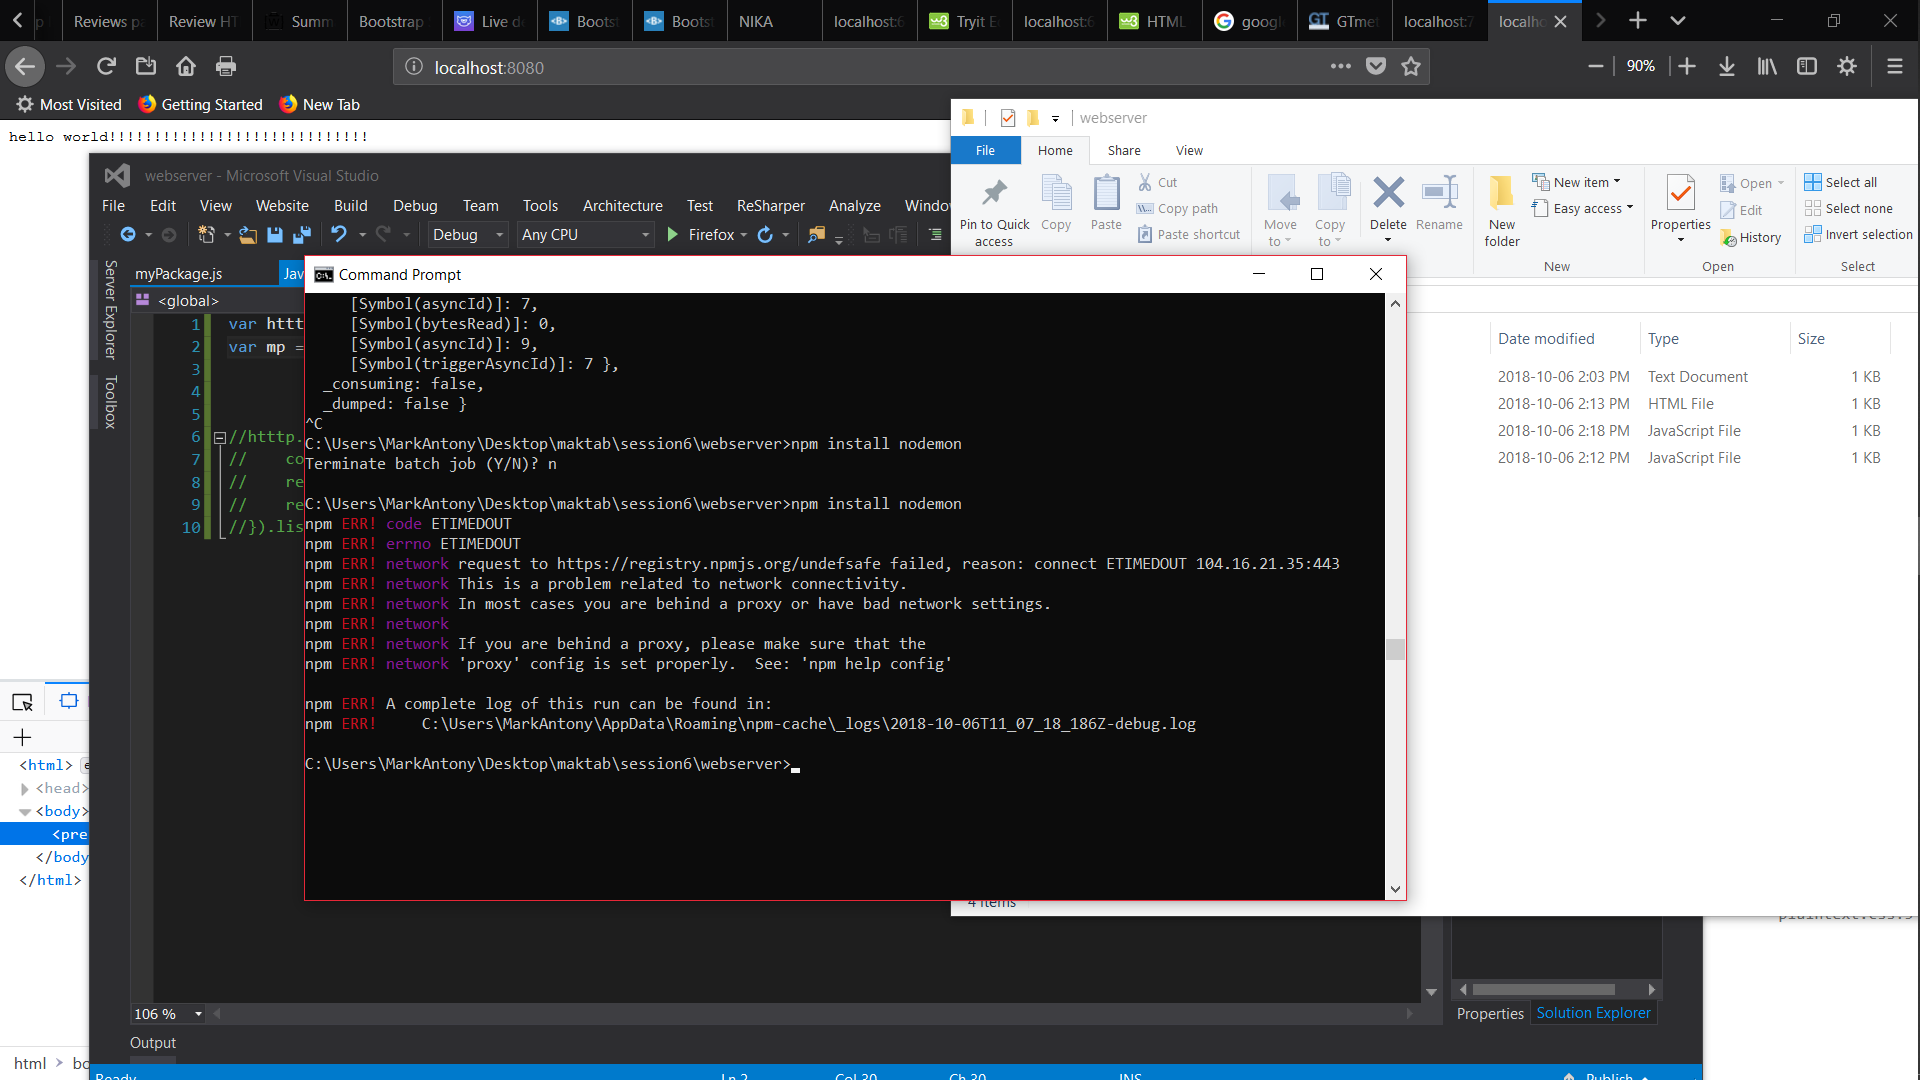 Reviews pa
Review HT
Summ
Bootstrap
Live de
Boots
Boots
NIKA
localhost:6
Tryit E
localhost:6
HTML
google
GTmet
localhost:7
localho
localhost:8080
90%
Most Visited
Getting Started
New Tab
hello world!!!!!!!!!!!!!!!!!!!!!!!!!!!!!
webserver
File
Home
Share
View
Pin to Quick access
Copy
Paste
Cut
Copy path
Paste shortcut
Move to
Copy to
Delete
Rename
New folder
New item
Easy access
New
Properties
Open
Edit
History
Open
Select all
Select none
Invert selection
Select
Date modified Type Size
2018-10-06 2:03 PM Text Document 1 KB
2018-10-06 2:13 PM HTML File 1 KB
2018-10-06 2:18 PM JavaScript File 1 KB
2018-10-06 2:12 PM JavaScript File 1 KB
4 items
webserver - Microsoft Visual Studio
File Edit View Website Build Debug Team Tools Architecture Test ReSharper Analyze Window
Debug Any CPU Firefox
Server Explorer
Toolbox
myPackage.js
Jav
<global>
1 var http
2 var mp =
3
4
5
6 //htttp.
7 // co
8 // re
9 // re
10 //}).lis
Command Prompt
[Symbol(asyncId)]: 7,
[Symbol(bytesRead)]: 0,
[Symbol(asyncId)]: 9,
[Symbol(triggerAsyncId)]: 7 },
_consuming: false,
_dumped: false }
^C
C:\Users\MarkAntony\Desktop\maktab\session6\webserver>npm install nodemon
Terminate batch job (Y/N)? n
C:\Users\MarkAntony\Desktop\maktab\session6\webserver>npm install nodemon
npm ERR! code ETIMEDOUT
npm ERR! errno ETIMEDOUT
npm ERR! network request to https://registry.npmjs.org/undefsafe failed, reason: connect ETIMEDOUT 104.16.21.35:443
npm ERR! network This is a problem related to network connectivity.
npm ERR! network In most cases you are behind a proxy or have bad network settings.
npm ERR! network
npm ERR! network If you are behind a proxy, please make sure that the
npm ERR! network 'proxy' config is set properly.  See: 'npm help config'
npm ERR! A complete log of this run can be found in:
npm ERR!     C:\Users\MarkAntony\AppData\Roaming\npm-cache\_logs\2018-10-06T11_07_18_186Z-debug.log
C:\Users\MarkAntony\Desktop\maktab\session6\webserver>
<html> e
<head>
<body>
<pre
</body
</html>
html > bo
106 %
Output
Properties
Solution Explorer
Ready
Ln 2
Col 30
Ch 30
INS
Publish